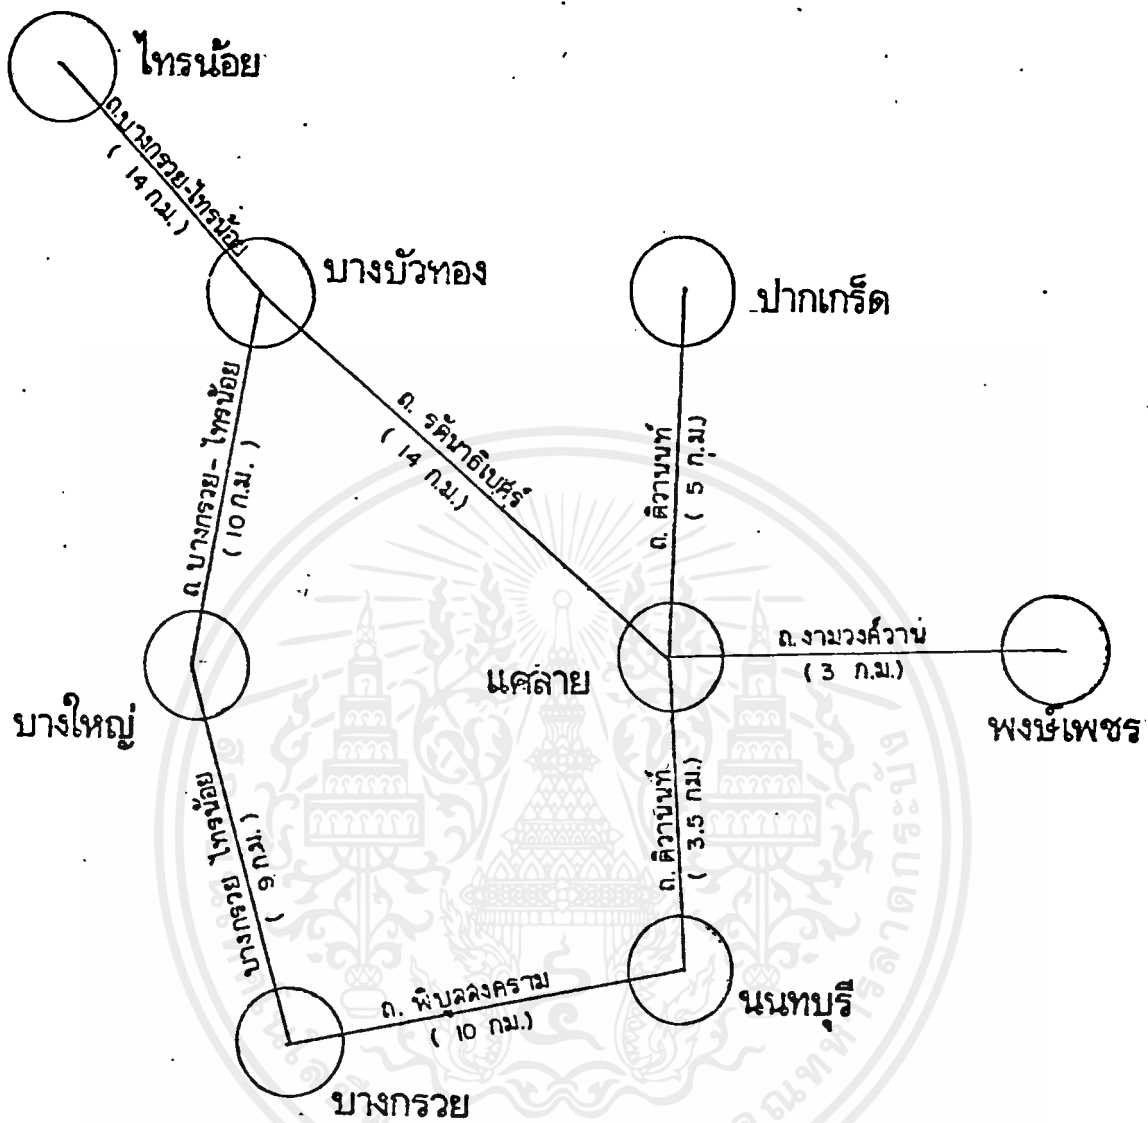 ไทรน้อย
ถ.บางกรวย-ไทรน้อย
( 14 ก.ม.)
บางบัวทอง
ปากเกร็ด
ถ. รัตนาธิเบศร์
( 14 ก.ม.)
ถ. ติวานนท์
( 5 ก.ม.)
ถ. บางกรวย - ไทรน้อย
( 10 ก.ม. )
แคลาย
ถ.งามวงศ์วาน
( 3 ก.ม.)
บางใหญ่
พงษ์เพชร
บางกรวย ไทรน้อย
( 9 ก.ม.)
ถ. ติวานนท์
( 3.5 กม.)
ถ. พิบูลสงคราม
( 10 กม.)
นนทบุรี
บางกรวย